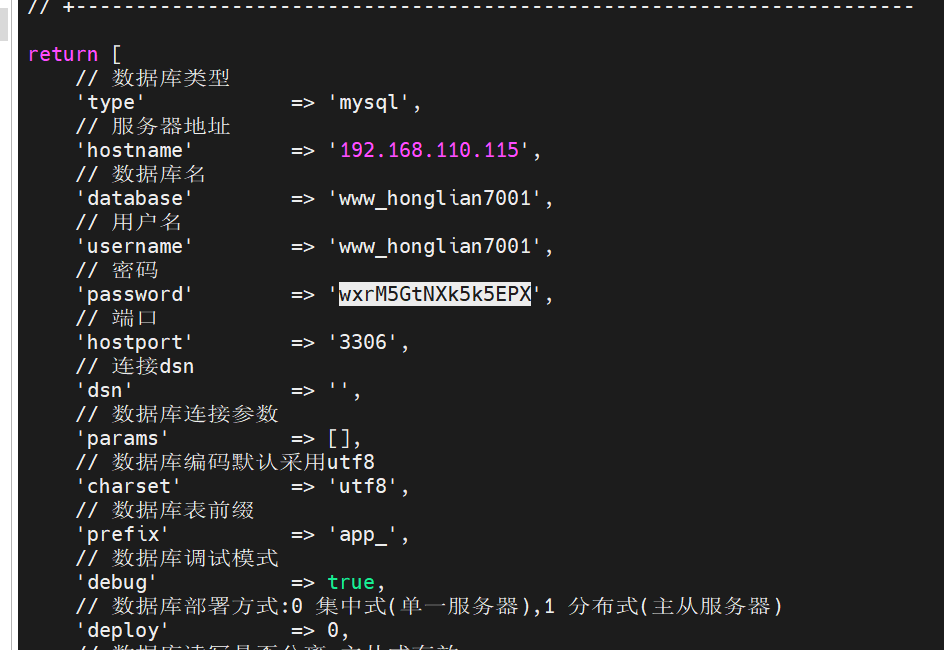 // +----------------------------------------------------------------------
return [
    // 数据库类型
    'type'            => 'mysql',
    // 服务器地址
    'hostname'        => '192.168.110.115',
    // 数据库名
    'database'        => 'www_honglian7001',
    // 用户名
    'username'        => 'www_honglian7001',
    // 密码
    'password'        => 'wxrM5GtNXk5k5EPX',
    // 端口
    'hostport'        => '3306',
    // 连接dsn
    'dsn'             => '',
    // 数据库连接参数
    'params'          => [],
    // 数据库编码默认采用utf8
    'charset'         => 'utf8',
    // 数据库表前缀
    'prefix'          => 'app_',
    // 数据库调试模式
    'debug'           => true,
    // 数据库部署方式:0 集中式(单一服务器),1 分布式(主从服务器)
    'deploy'          => 0,